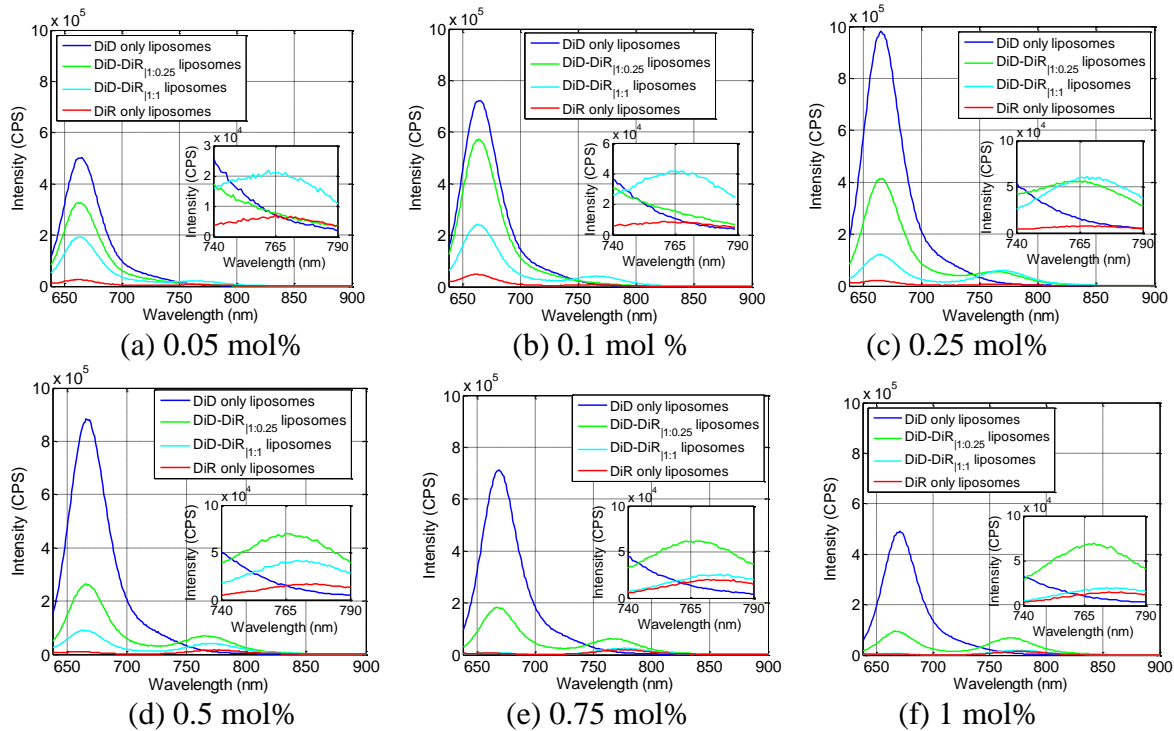 x 10^5
10
8
6
4
2
0
Intensity (CPS)
DiD only liposomes
DiD-DiR|1:0.25 liposomes
DiD-DiR|1:1 liposomes
DiR only liposomes
x 10^4
3
2
1
0
Intensity (CPS)
740 765 790
Wavelength (nm)
650 700 750 800 850 900
Wavelength (nm)
(a) 0.05 mol%
x 10^5
10
8
6
4
2
0
Intensity (CPS)
DiD only liposomes
DiD-DiR|1:0.25 liposomes
DiD-DiR|1:1 liposomes
DiR only liposomes
x 10^4
6
4
2
0
Intensity (CPS)
740 765 790
Wavelength (nm)
650 700 750 800 850 900
Wavelength (nm)
(b) 0.1 mol %
x 10^5
10
8
6
4
2
0
Intensity (CPS)
DiD only liposomes
DiD-DiR|1:0.25 liposomes
DiD-DiR|1:1 liposomes
DiR only liposomes
x 10^4
10
5
0
Intensity (CPS)
740 765 790
Wavelength (nm)
650 700 750 800 850 900
Wavelength (nm)
(c) 0.25 mol%
x 10^5
10
8
6
4
2
0
Intensity (CPS)
DiD only liposomes
DiD-DiR|1:0.25 liposomes
DiD-DiR|1:1 liposomes
DiR only liposomes
x 10^4
10
5
0
Intensity (CPS)
740 765 790
Wavelength (nm)
650 700 750 800 850 900
Wavelength (nm)
(d) 0.5 mol%
x 10^5
10
8
6
4
2
0
Intensity (CPS)
DiD only liposomes
DiD-DiR|1:0.25 liposomes
DiD-DiR|1:1 liposomes
DiR only liposomes
x 10^4
10
5
0
Intensity (CPS)
740 765 790
Wavelength (nm)
650 700 750 800 850 900
Wavelength (nm)
(e) 0.75 mol%
x 10^5
10
8
6
4
2
0
Intensity (CPS)
DiD only liposomes
DiD-DiR|1:0.25 liposomes
DiD-DiR|1:1 liposomes
DiR only liposomes
x 10^4
10
5
0
Intensity (CPS)
740 765 790
Wavelength (nm)
650 700 750 800 850 900
Wavelength (nm)
(f) 1 mol%